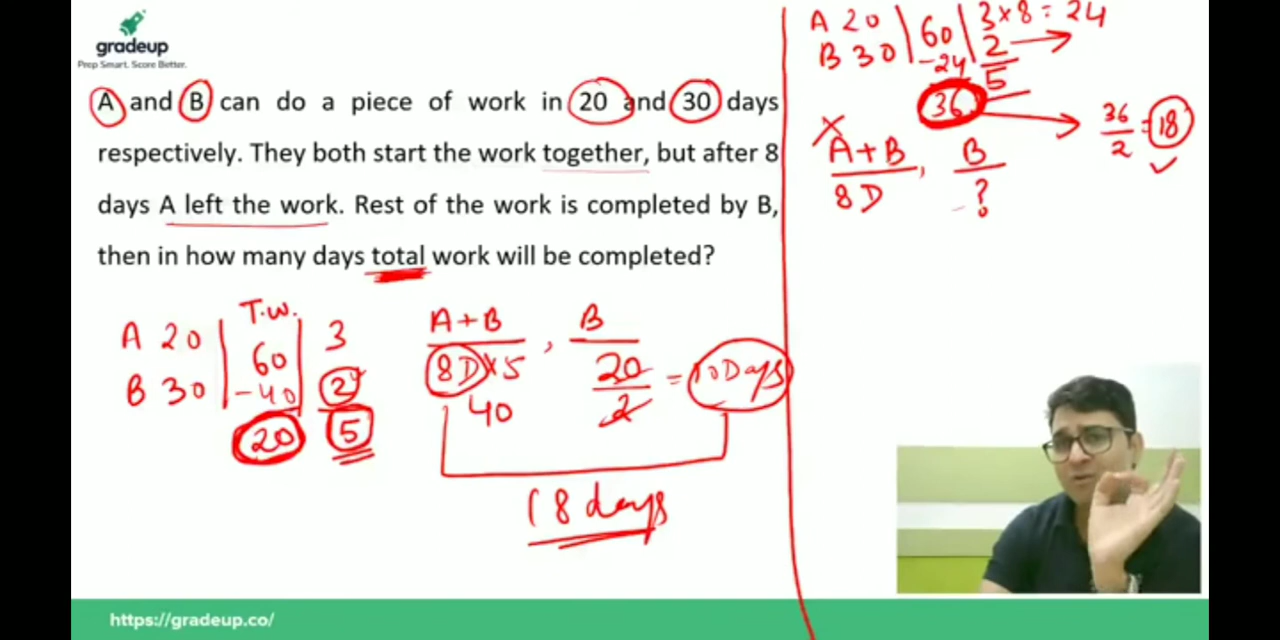 gradeup
Prep Smart. Score Better.
A and B can do a piece of work in 20 and 30 days
respectively. They both start the work together, but after 8
days A left the work. Rest of the work is completed by B,
then in how many days total work will be completed?
T.W.
A 20 | 60 | 3
B 30 | -40 | 2
20 5
A+B , B
8D×5 20/2 = 10 Days
40
18 days
A 20 | 60 | 3×8 = 24
B 30 | -24 | 2
36 5
36/2 = 18
A+B , B
8D ?
https://gradeup.co/